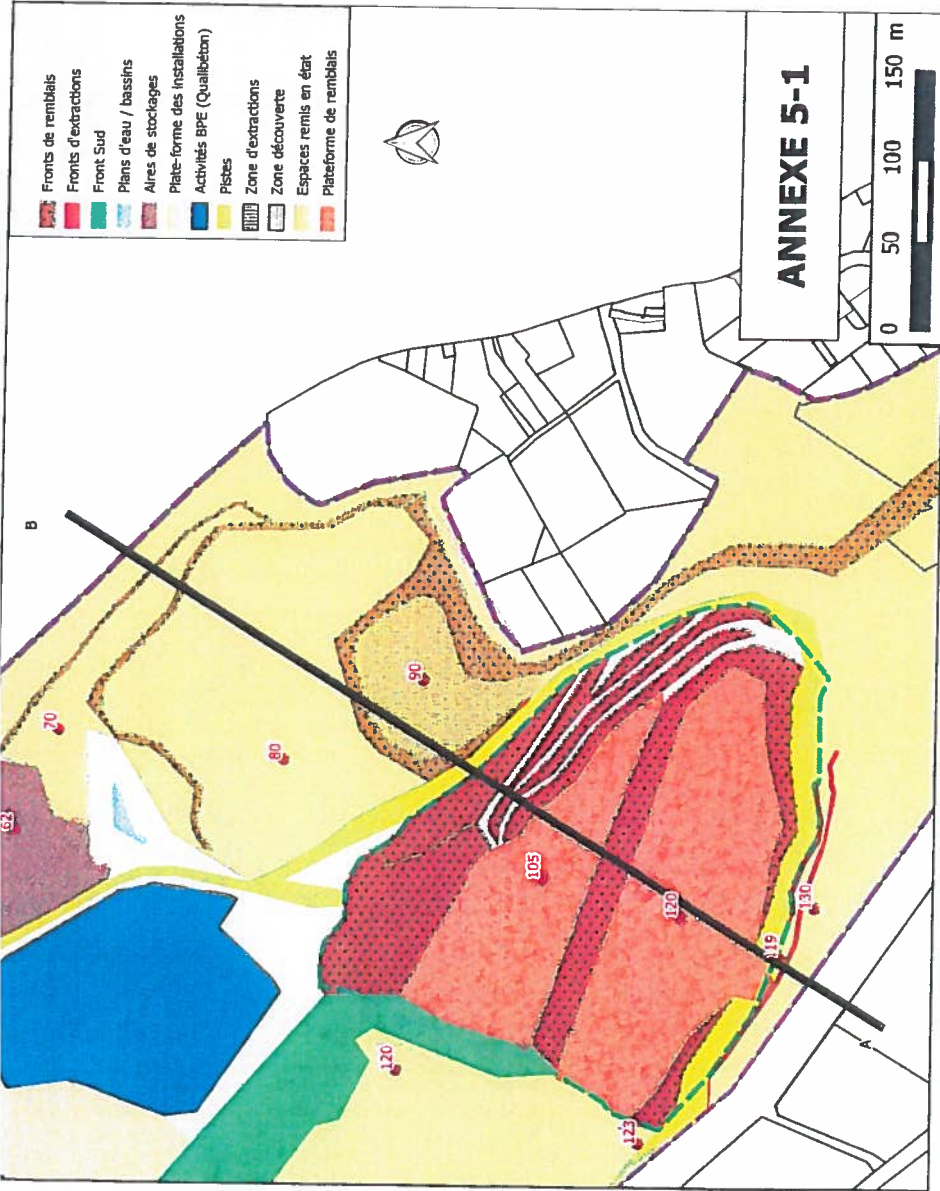 Fronts de remblais
Fronts d'extractions
Front Sud
Plans d'eau / bassins
Aires de stockages
Plate-forme des installations
Activités BPE (Qualibéton)
Pistes
Zone d'extractions
Zone découverte
Espaces remis en état
Plateforme de remblais
B
70
62
80
90
105
120
120
130
119
123
A
ANNEXE 5-1
0 50 100 150 m